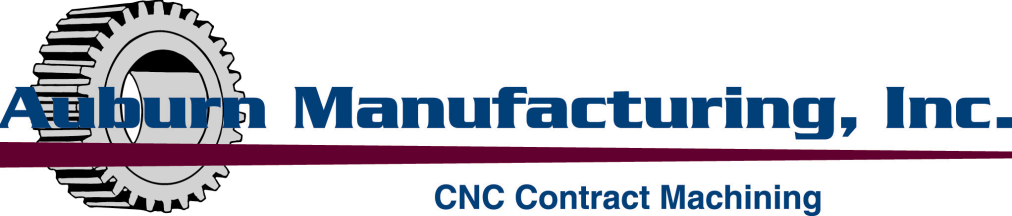 Auburn Manufacturing, Inc.
CNC Contract Machining